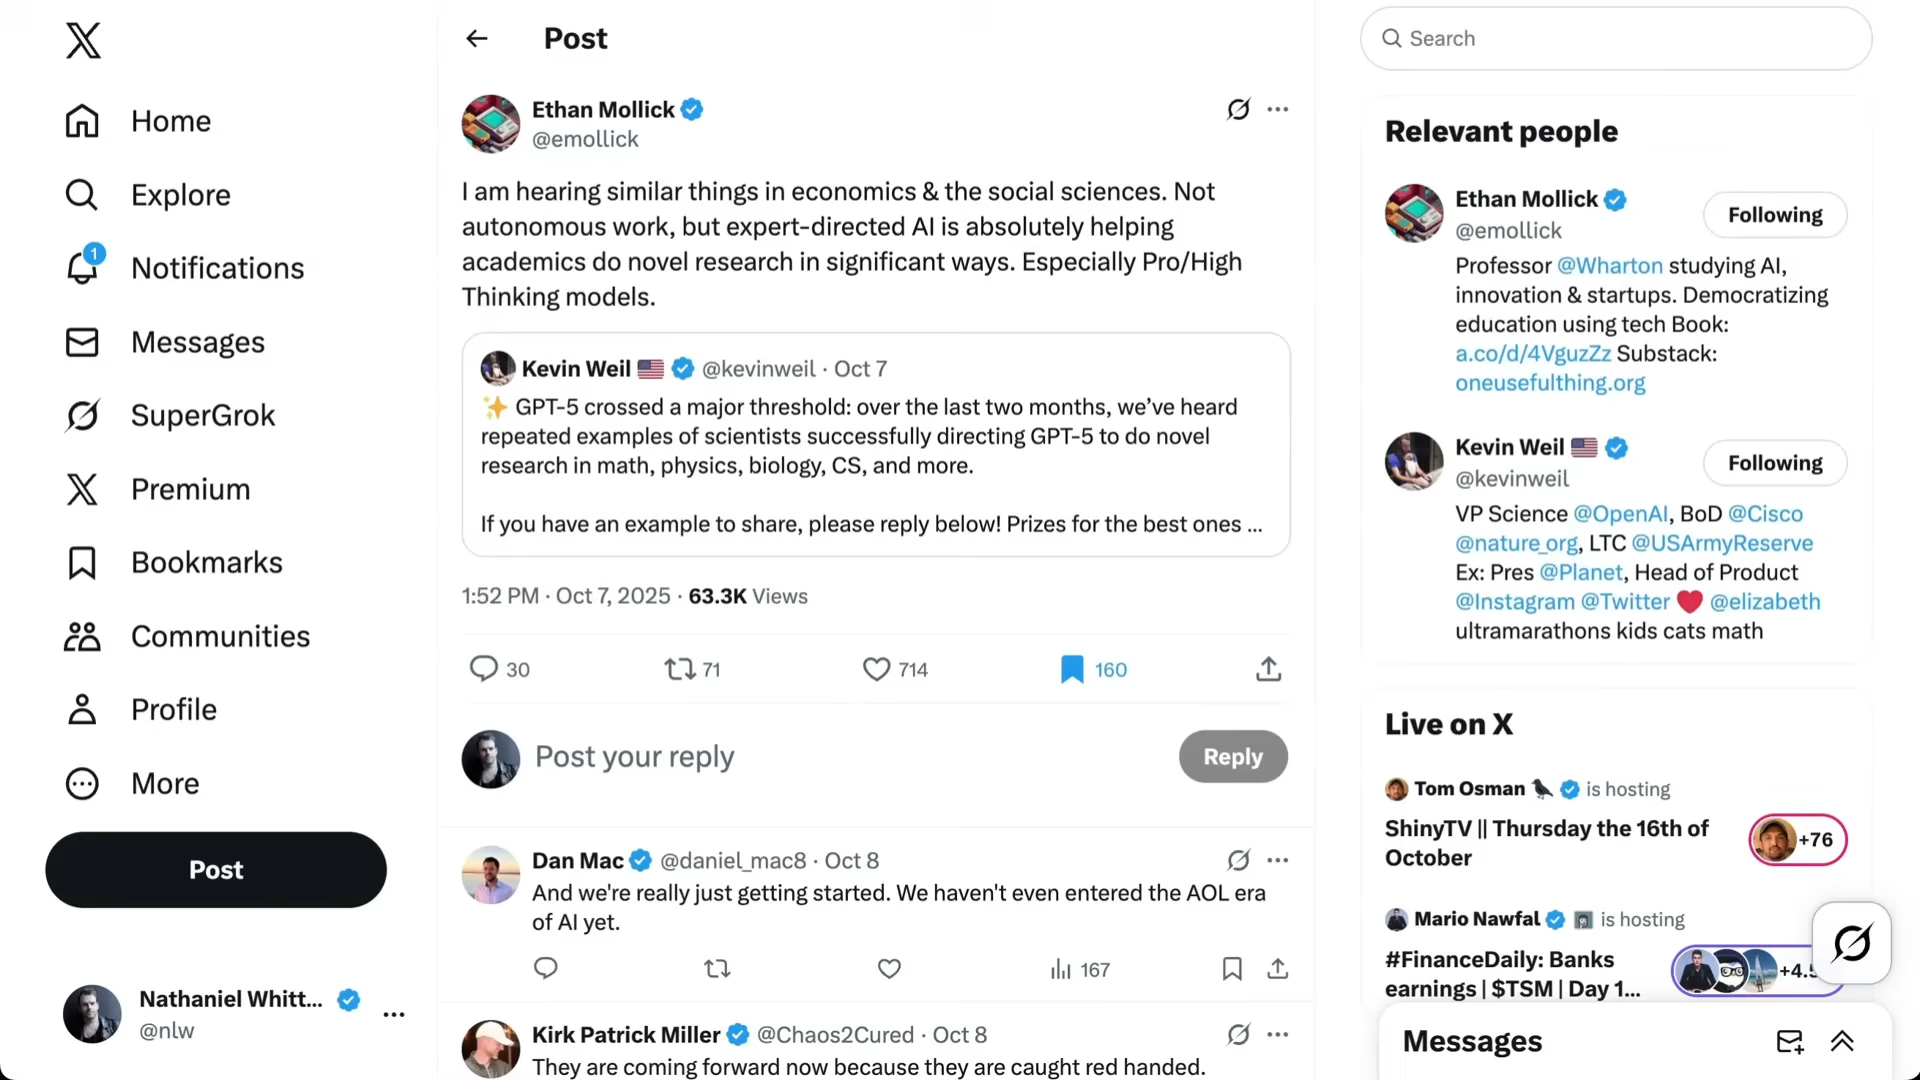 Home
Explore
1
Notifications
Messages
SuperGrok
Premium
Bookmarks
Communities
Profile
More
Post
Nathaniel Whitt...
@nlw
Post
Ethan Mollick
@emollick
I am hearing similar things in economics & the social sciences. Not
autonomous work, but expert-directed AI is absolutely helping
academics do novel research in significant ways. Especially Pro/High
Thinking models.
Kevin Weil 🇺🇸 @kevinweil · Oct 7
✨ GPT-5 crossed a major threshold: over the last two months, we’ve heard
repeated examples of scientists successfully directing GPT-5 to do novel
research in math, physics, biology, CS, and more.
If you have an example to share, please reply below! Prizes for the best ones ...
1:52 PM · Oct 7, 2025 · 63.3K Views
30 71 714 160
Post your reply
Reply
Dan Mac @daniel_mac8 · Oct 8
And we're really just getting started. We haven't even entered the AOL era
of AI yet.
167
Kirk Patrick Miller @Chaos2Cured · Oct 8
They are coming forward now because they are caught red handed.
Search
Relevant people
Ethan Mollick
@emollick
Following
Professor @Wharton studying AI,
innovation & startups. Democratizing
education using tech Book:
a.co/d/4VguzZz Substack:
oneusefulthing.org
Kevin Weil 🇺🇸
@kevinweil
Following
VP Science @OpenAI, BoD @Cisco
@nature_org, LTC @USArmyReserve
Ex: Pres @Planet, Head of Product
@Instagram @Twitter ❤️ @elizabeth
ultramarathons kids cats math
Live on X
Tom Osman 🐦‍⬛ is hosting
ShinyTV || Thursday the 16th of
October
+76
Mario Nawfal is hosting
#FinanceDaily: Banks
earnings | $TSM | Day 1...
+4.5
Messages